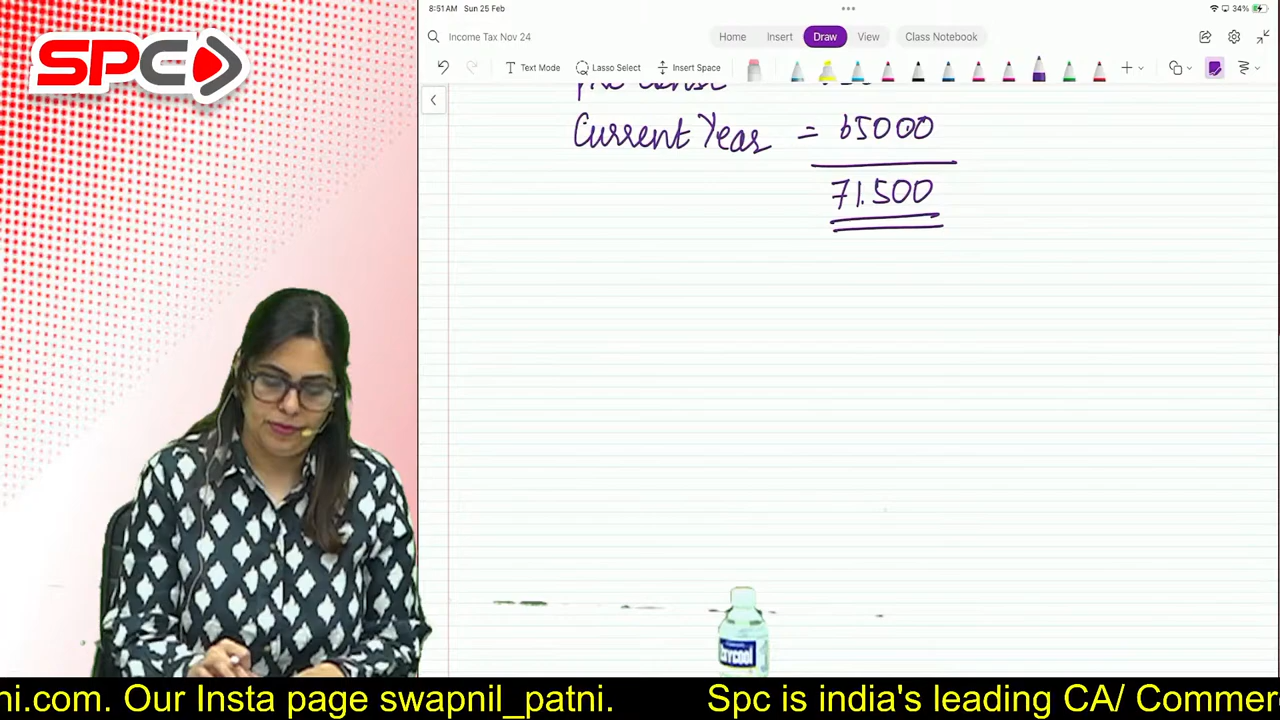 SPC
8:51AM Sun 25 Feb
34%
Income Tax Nov 24
Home Insert Draw View Class Notebook
Text Mode Lasso Select Insert Space
Current Year = 65000
71.500
ni.com. Our Insta page swapnil_patni. Spc is india's leading CA/ Commer